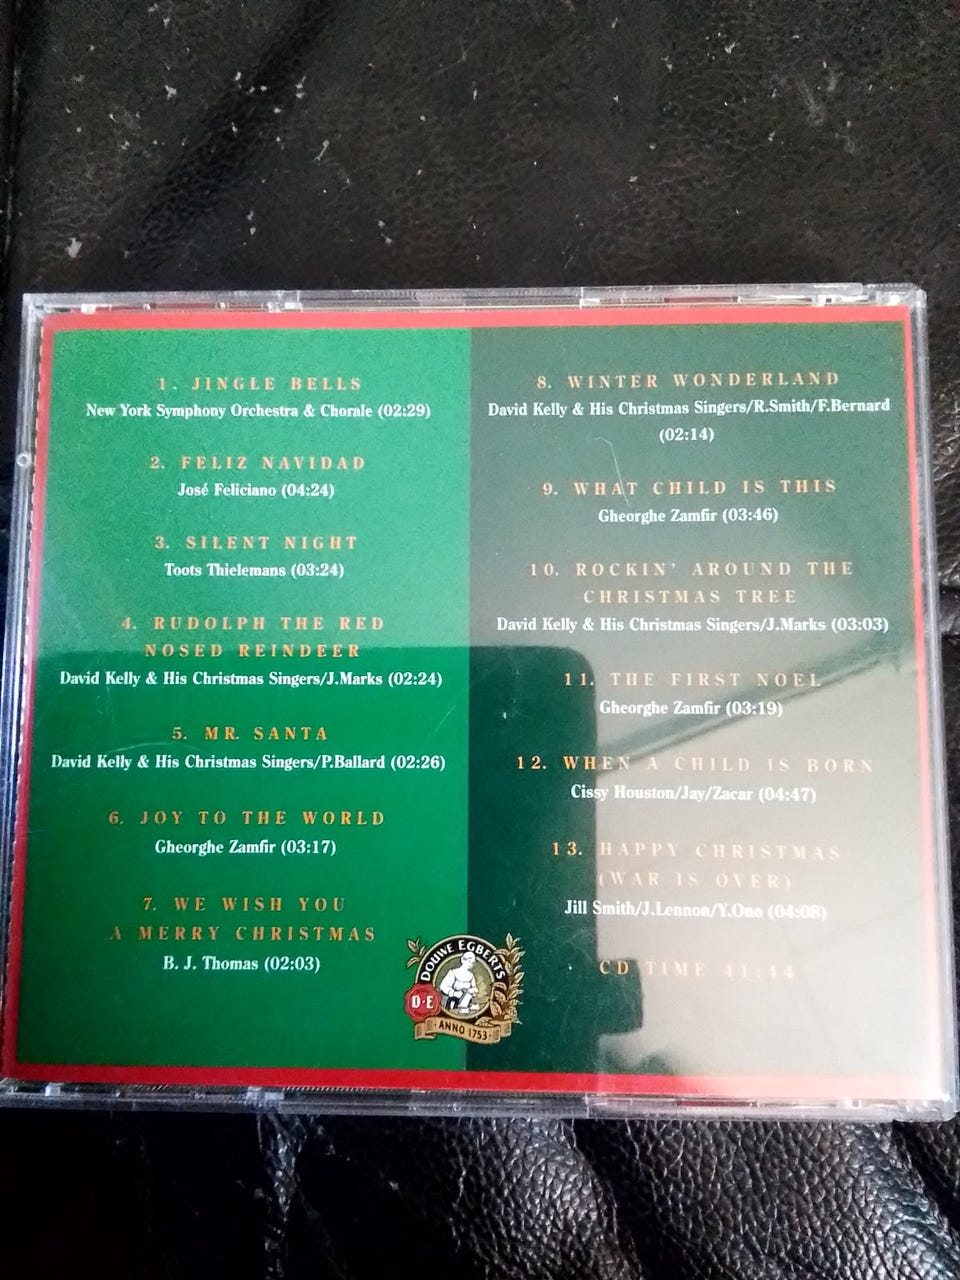 1. JINGLE BELLS
New York Symphony Orchestra & Chorale (02:29)
2. FELIZ NAVIDAD
José Feliciano (04:24)
3. SILENT NIGHT
Toots Thielemans (03:24)
4. RUDOLPH THE RED
NOSED REINDEER
David Kelly & His Christmas Singers/J.Marks (02:24)
5. MR. SANTA
David Kelly & His Christmas Singers/P.Ballard (02:26)
6. JOY TO THE WORLD
Gheorghe Zamfir (03:17)
7. WE WISH YOU
A MERRY CHRISTMAS
B. J. Thomas (02:03)
8. WINTER WONDERLAND
David Kelly & His Christmas Singers/R.Smith/F.Bernard
(02:14)
9. WHAT CHILD IS THIS
Gheorghe Zamfir (03:46)
10. ROCKIN' AROUND THE
CHRISTMAS TREE
David Kelly & His Christmas Singers/J.Marks (03:03)
11. THE FIRST NOEL
Gheorghe Zamfir (03:19)
12. WHEN A CHILD IS BORN
Cissy Houston/Jay/Zacar (04:47)
13. HAPPY CHRISTMAS
(WAR IS OVER)
Jill Smith/J.Lennon/Y.Ono (04:08)
CD TIME 41:44
DOUWE EGBERTS
D·E
·ANNO 1753·